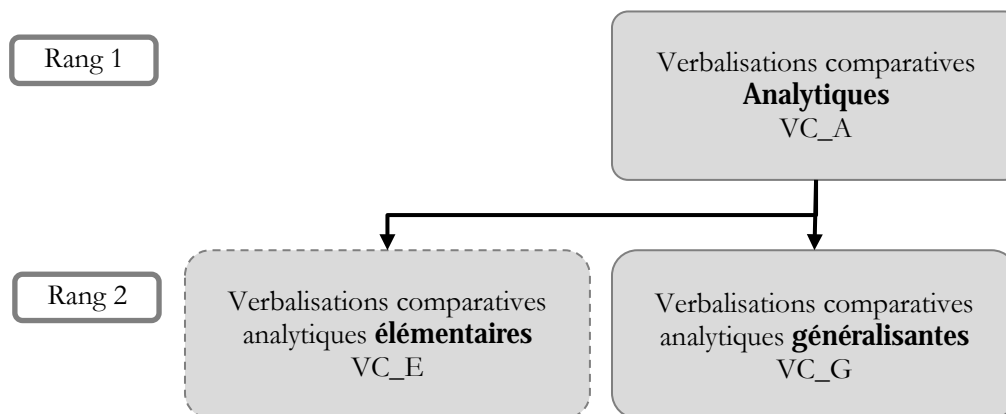 Rang 1
Verbalisations comparatives
Analytiques
VC_A
Rang 2
Verbalisations comparatives
analytiques élémentaires
VC_E
Verbalisations comparatives
analytiques généralisantes
VC_G